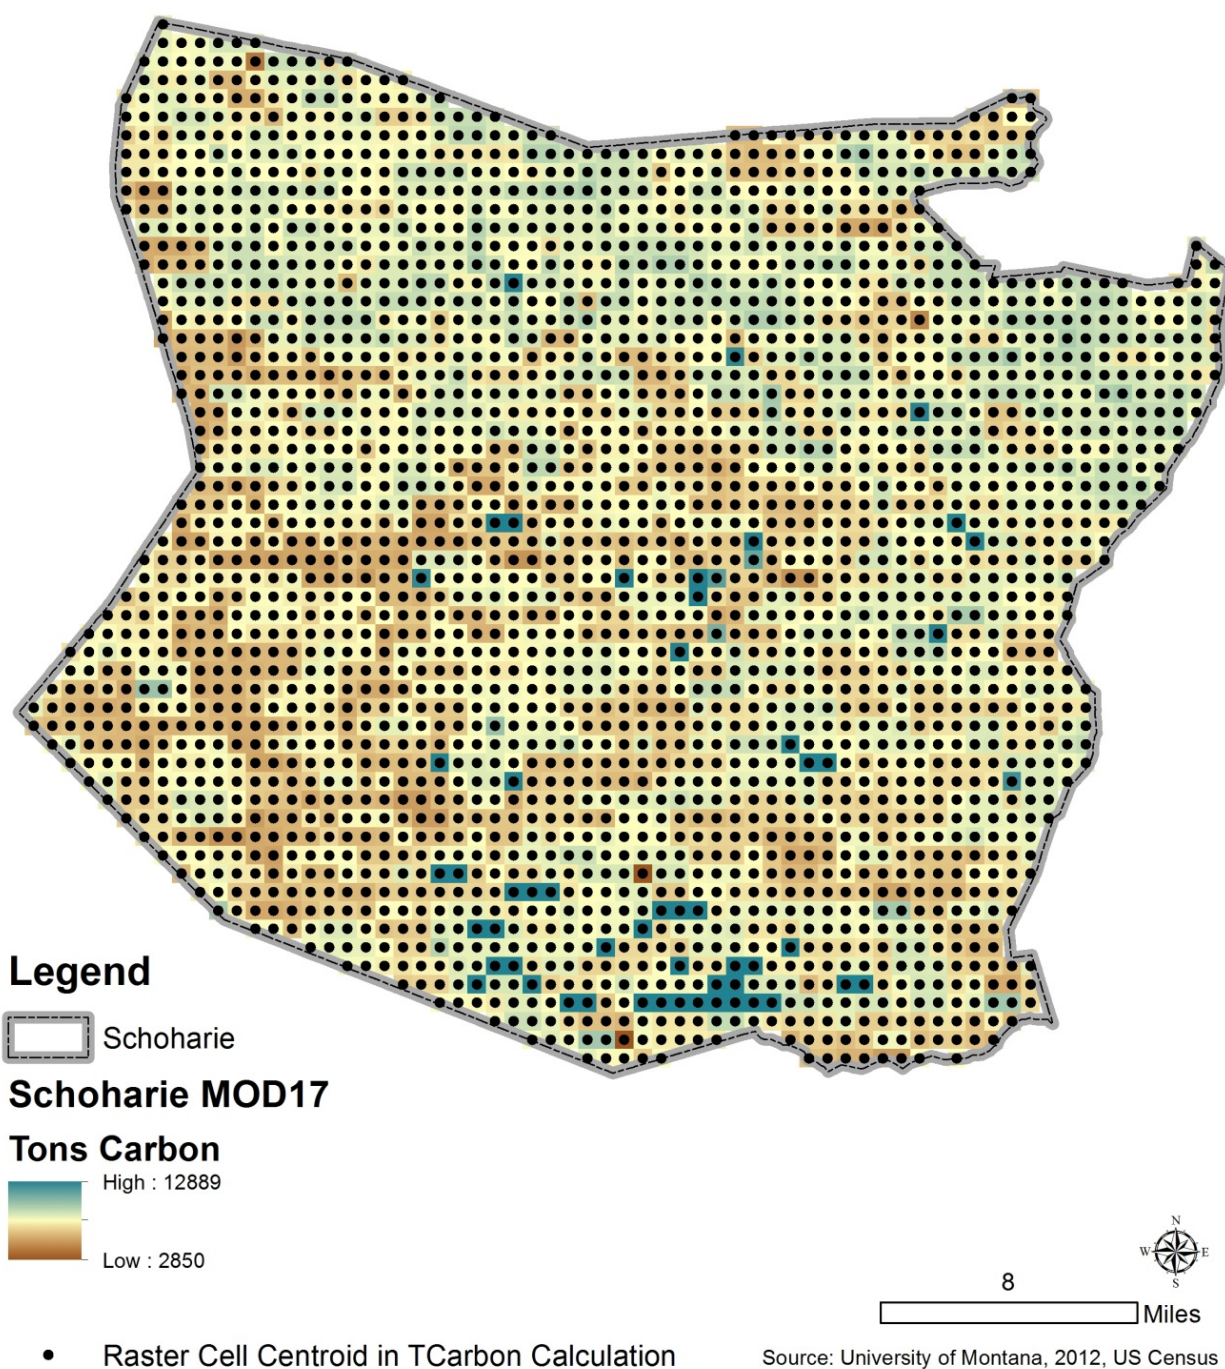 Legend
Schoharie
Schoharie MOD17
Tons Carbon
High : 12889
Low : 2850
N
W E
S
8
Miles
Raster Cell Centroid in TCarbon Calculation
Source: University of Montana, 2012, US Census